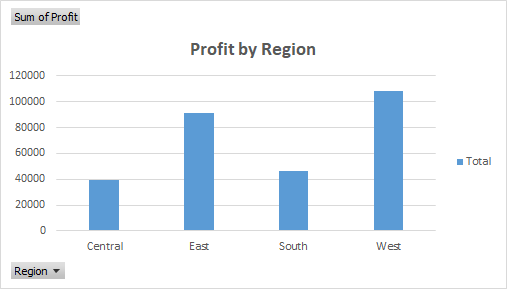 Sum of Profit
Profit by Region
120000
100000
80000
60000
40000
20000
0
Central East South West
Total
Region